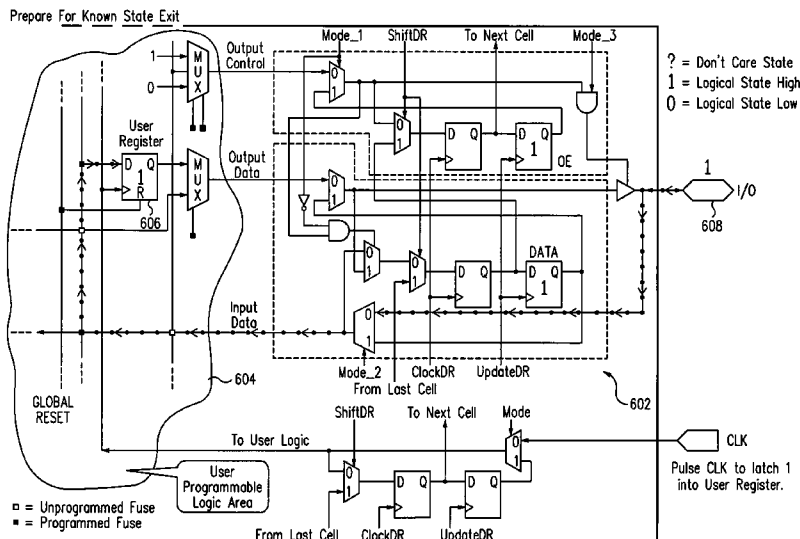 Prepare For Known State Exit
Mode_1
ShiftDR
To Next Cell
Mode_3
? = Don't Care State
1 = Logical State High
0 = Logical State Low
Output
Control
1
0
M
U
X
0
1
0
1
D Q
D Q
1
OE
User
Register
D Q
1
R
606
M
U
X
Output
Data
0
1
1
I/O
608
0
1
0
1
D Q
DATA
D Q
1
Input
Data
0
1
Mode_2
From Last Cell
ClockDR
UpdateDR
602
604
GLOBAL
RESET
ShiftDR
To Next Cell
Mode
To User Logic
0
1
CLK
Pulse CLK to latch 1
into User Register.
User
Programmable
Logic Area
0
1
D Q
D Q
□ = Unprogrammed Fuse
■ = Programmed Fuse
From Last Cell
ClockDR
UpdateDR